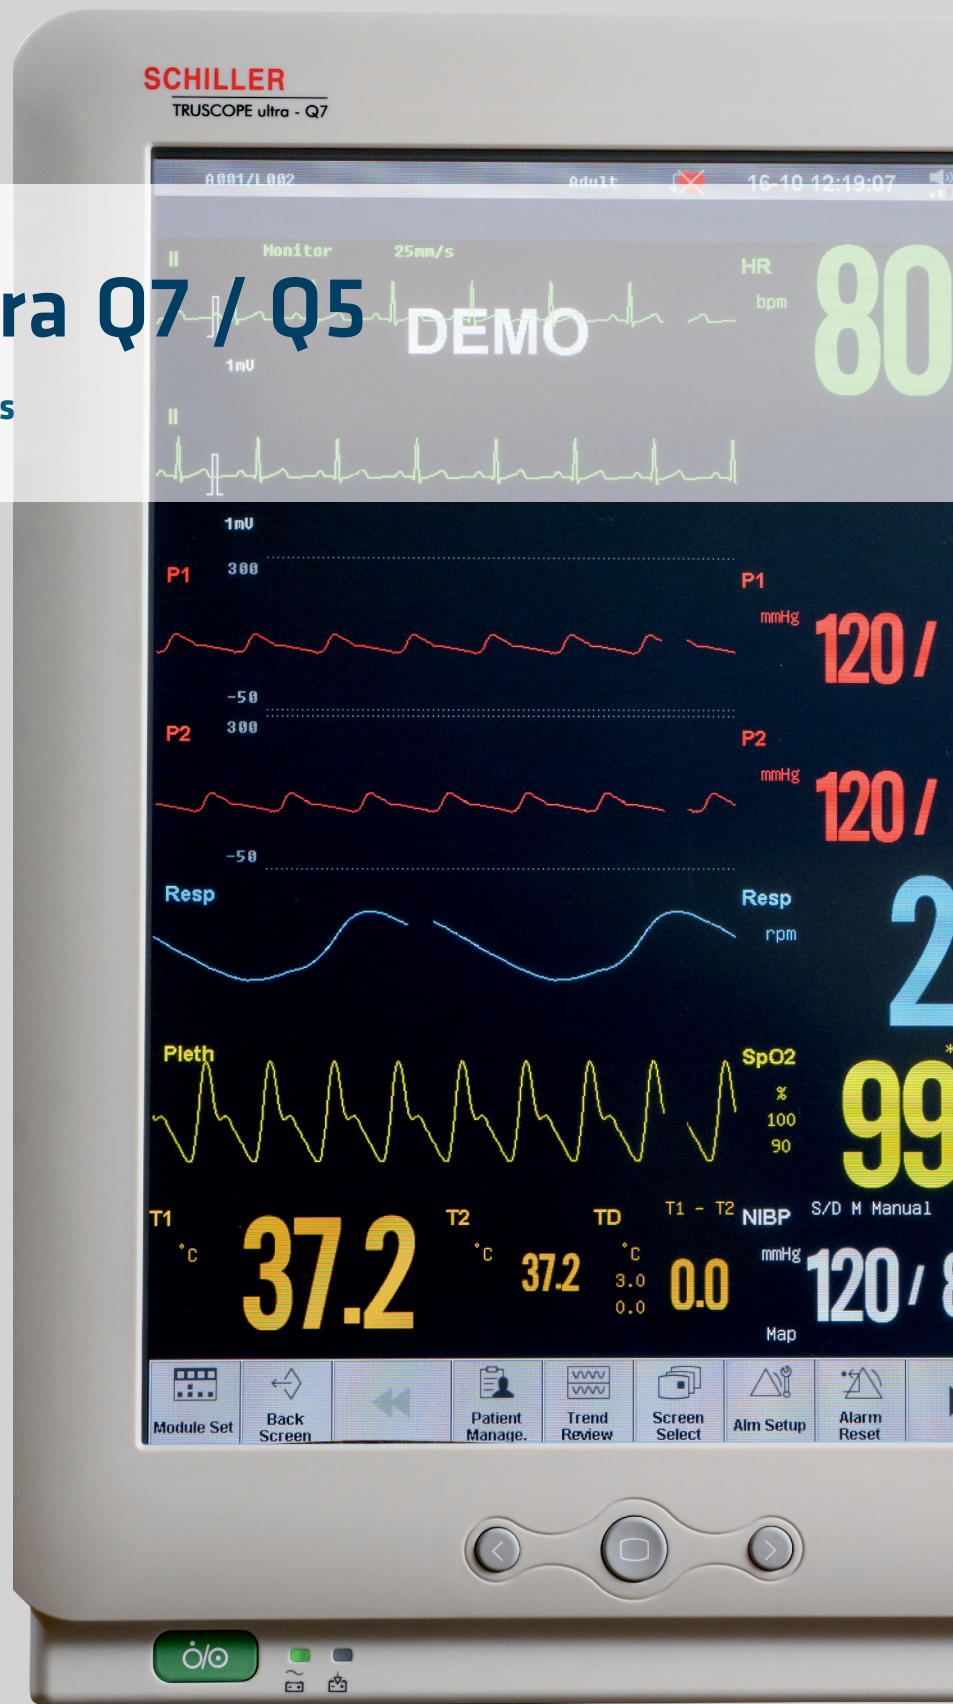 SCHILLER
TRUSCOPE ultra - Q7
A001/L002 Adult 16-10 12:19:07
II Monitor 25mm/s HR
bpm 80
ra Q7 / Q5
DEMO
1mV
s
II
1mV
P1 300 P1
mmHg 120/
-50
P2 300 P2
mmHg 120/
-50
Resp Resp
rpm 2
Pleth SpO2 *
% 99
100
90
T1 T2 TD T1 - T2 NIBP S/D M Manual
°C 37.2 °C 37.2 °C 0.0 mmHg 120/
3.0
0.0
Map
Module Set Back Screen Patient Manage. Trend Review Screen Select Alm Setup Alarm Reset